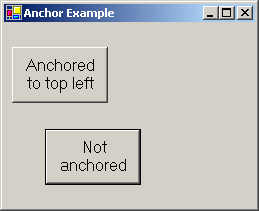 Anchor Example
Anchored
to top left
Not
anchored